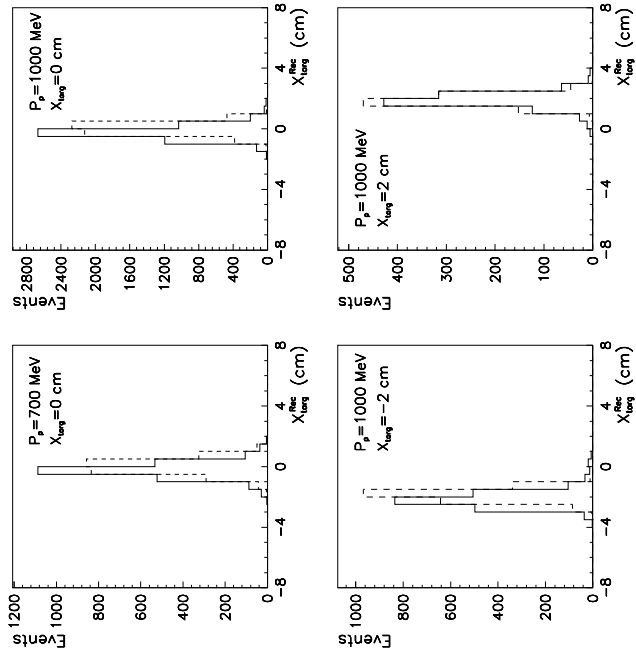 Events
1200
1000
800
600
400
200
0
P_p=700 MeV
X_targ=0 cm
-8 -4 0 4 8
X_targ^Rec (cm)
Events
2800
2400
2000
1600
1200
800
400
0
P_p=1000 MeV
X_targ=0 cm
-8 -4 0 4 8
X_targ^Rec (cm)
Events
1000
800
600
400
200
0
P_p=1000 MeV
X_targ=-2 cm
-8 -4 0 4 8
X_targ^Rec (cm)
Events
500
400
300
200
100
0
P_p=1000 MeV
X_targ=2 cm
-8 -4 0 4 8
X_targ^Rec (cm)